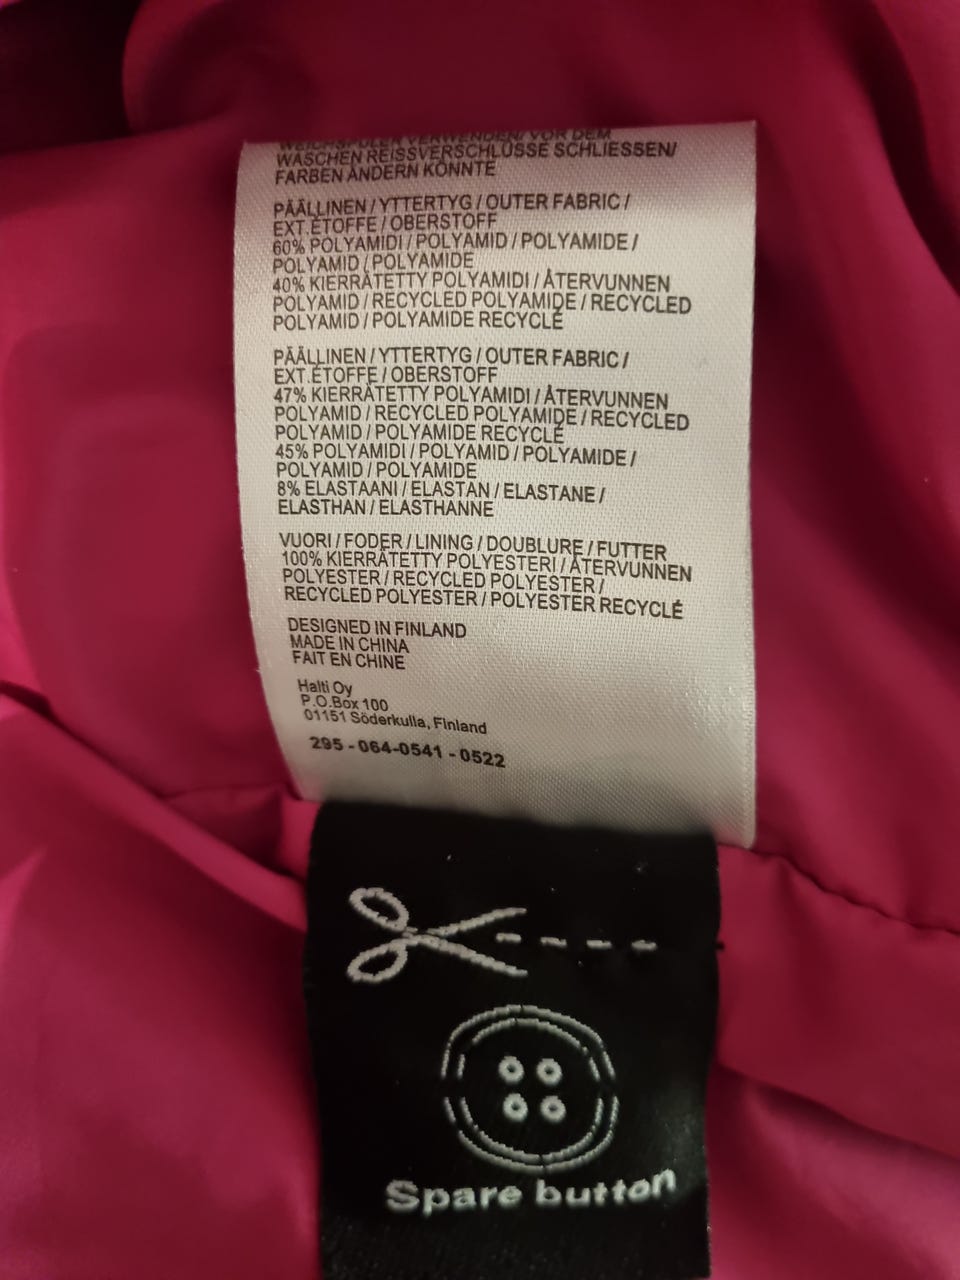 WEICHSPÜLER VERWENDEN/ VOR DEM
WASCHEN REISSVERSCHLÜSSE SCHLIESSEN/
FARBEN ÄNDERN KÖNNTE
PÄÄLLINEN / YTTERTYG / OUTER FABRIC /
EXT.ÉTOFFE / OBERSTOFF
60% POLYAMIDI / POLYAMID / POLYAMIDE /
POLYAMID / POLYAMIDE
40% KIERRÄTETTY POLYAMIDI / ÅTERVUNNEN
POLYAMID / RECYCLED POLYAMIDE / RECYCLED
POLYAMID / POLYAMIDE RECYCLÉ
PÄÄLLINEN / YTTERTYG / OUTER FABRIC /
EXT.ÉTOFFE / OBERSTOFF
47% KIERRÄTETTY POLYAMIDI / ÅTERVUNNEN
POLYAMID / RECYCLED POLYAMIDE / RECYCLED
POLYAMID / POLYAMIDE RECYCLÉ
45% POLYAMIDI / POLYAMID / POLYAMIDE /
POLYAMID / POLYAMIDE
8% ELASTAANI / ELASTAN / ELASTANE /
ELASTHAN / ELASTHANNE
VUORI / FODER / LINING / DOUBLURE / FUTTER
100% KIERRÄTETTY POLYESTERI / ÅTERVUNNEN
POLYESTER / RECYCLED POLYESTER /
RECYCLED POLYESTER / POLYESTER RECYCLÉ
DESIGNED IN FINLAND
MADE IN CHINA
FAIT EN CHINE
Halti Oy
P.O.Box 100
01151 Söderkulla, Finland
295 - 064-0541 - 0522
Spare button